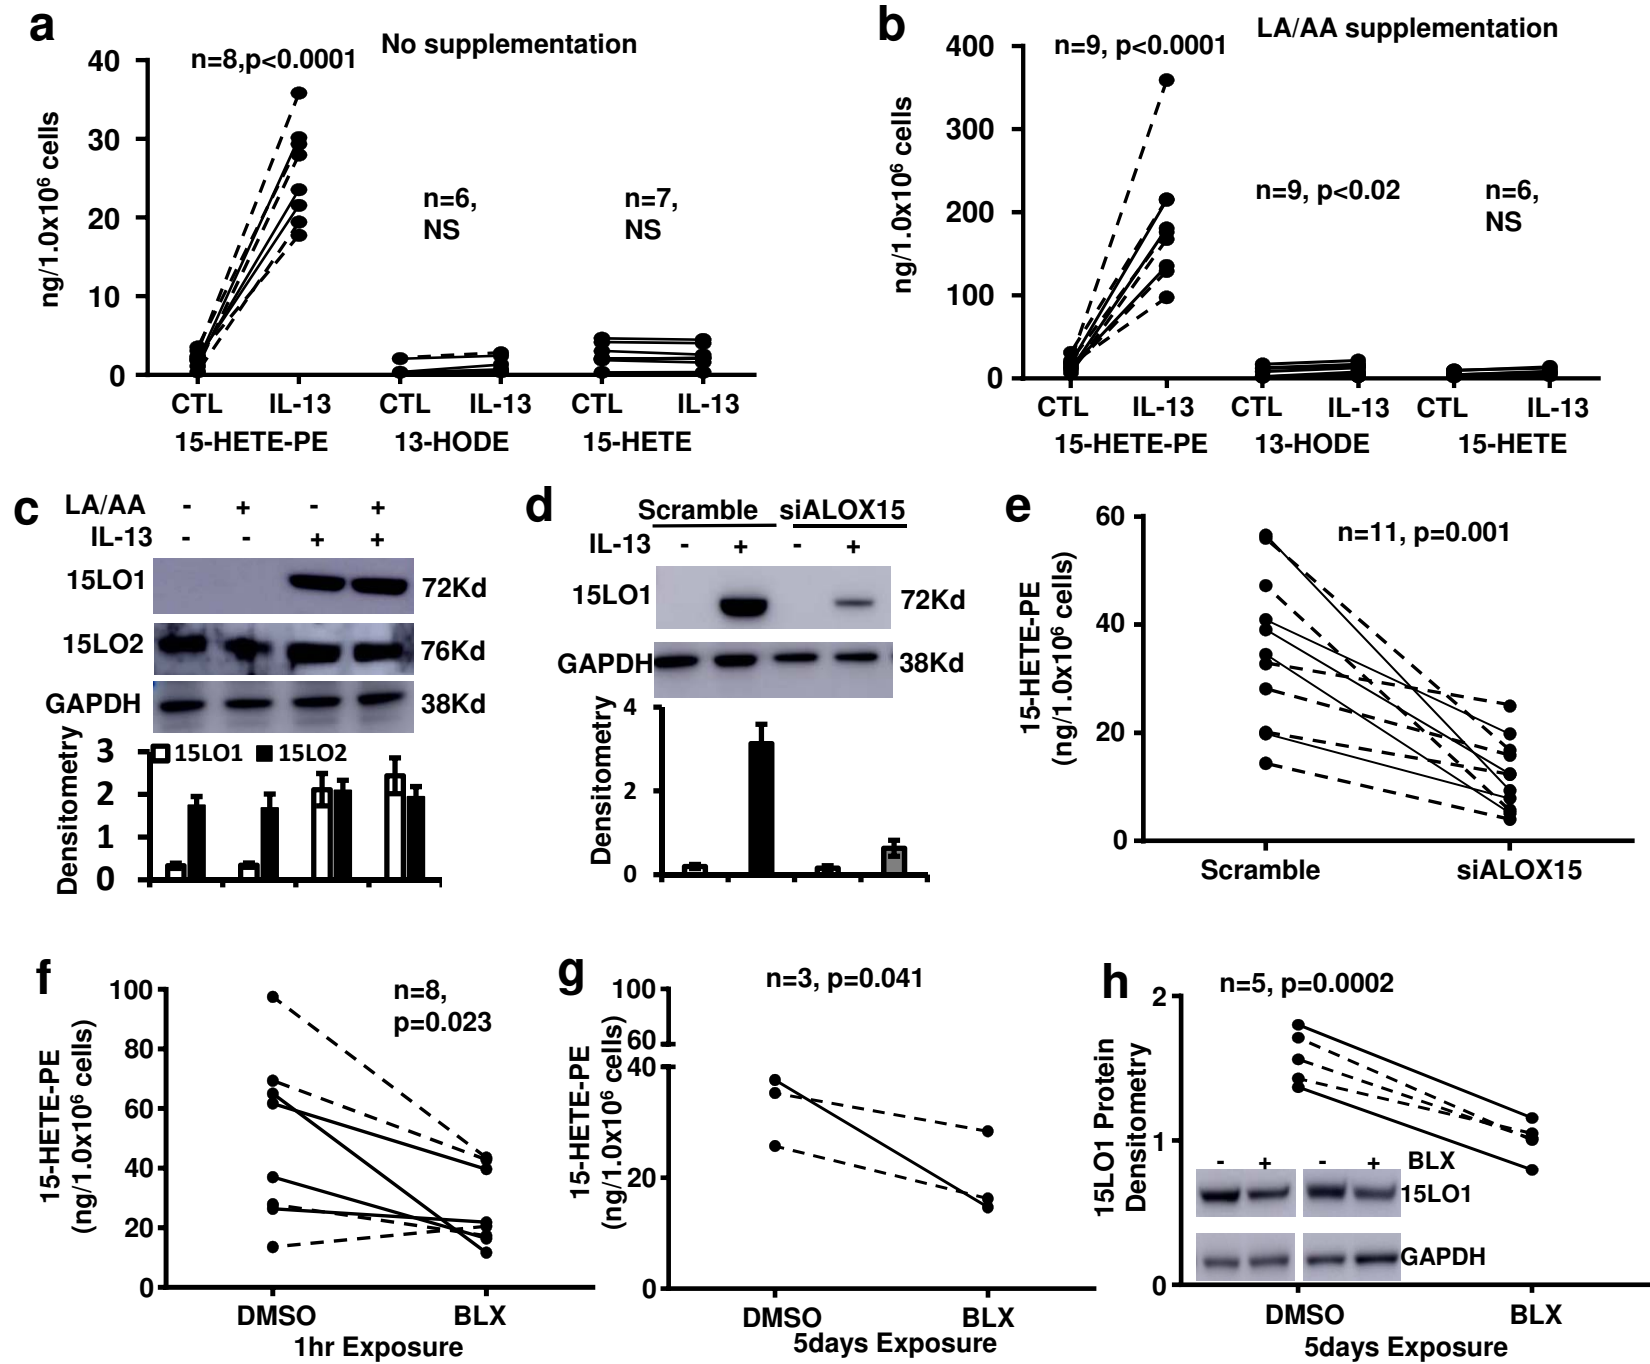 a
No supplementation
n=8,p<0.0001
n=6,
NS
n=7,
NS
ng/1.0x10⁶ cells
40
30
20
10
0
CTL IL-13 CTL IL-13 CTL IL-13
15-HETE-PE 13-HODE 15-HETE
b
LA/AA supplementation
n=9, p<0.0001
n=9, p<0.02
n=6,
NS
ng/1.0x10⁶ cells
400
300
200
100
0
CTL IL-13 CTL IL-13 CTL IL-13
15-HETE-PE 13-HODE 15-HETE
c
LA/AA - + - +
IL-13 - - + +
15LO1 72Kd
15LO2 76Kd
GAPDH 38Kd
Densitometry
15LO1 15LO2
3
2
1
0
d
Scramble siALOX15
IL-13 - + - +
15LO1 72Kd
GAPDH 38Kd
Densitometry
4
2
0
e
n=11, p=0.001
15-HETE-PE
(ng/1.0x10⁶ cells)
60
40
20
0
Scramble siALOX15
f
n=8,
p=0.023
15-HETE-PE
(ng/1.0x10⁶ cells)
100
80
60
40
20
0
DMSO BLX
1hr Exposure
g
n=3, p=0.041
15-HETE-PE
(ng/1.0x10⁶ cells)
100
60
40
20
0
DMSO BLX
5days Exposure
h
n=5, p=0.0002
15LO1 Protein
Densitometry
2
1
0
- + - + BLX
15LO1
GAPDH
DMSO BLX
5days Exposure